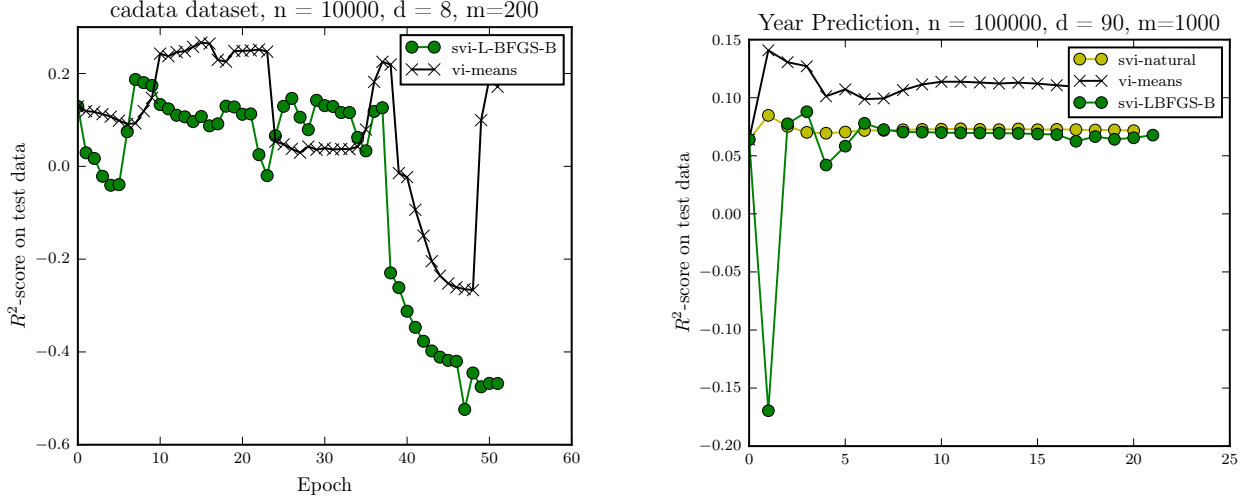 cadata dataset, n = 10000, d = 8, m=200
svi-L-BFGS-B
vi-means
R²-score on test data
0.2
0.0
−0.2
−0.4
−0.6
0 10 20 30 40 50 60
Epoch
Year Prediction, n = 100000, d = 90, m=1000
svi-natural
vi-means
svi-LBFGS-B
R²-score on test data
0.15
0.10
0.05
0.00
−0.05
−0.10
−0.15
−0.20
0 5 10 15 20 25